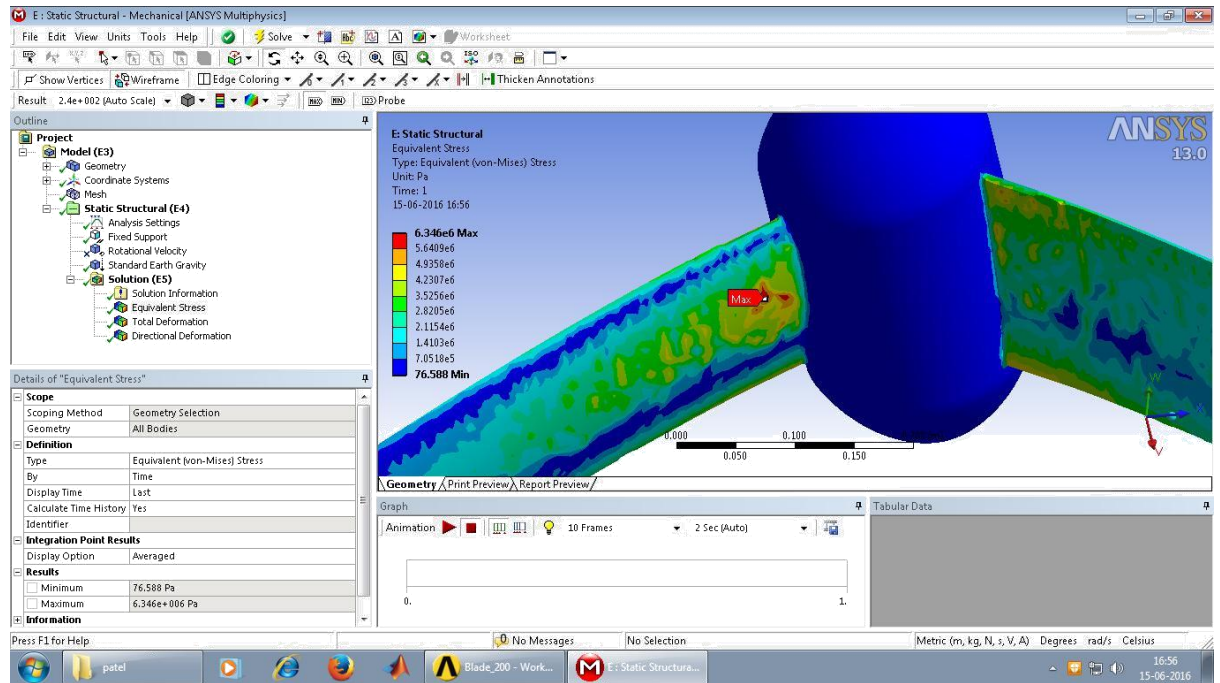 E : Static Structural - Mechanical [ANSYS Multiphysics]
File Edit View Units Tools Help Solve Worksheet
Show Vertices Wireframe Edge Coloring Thicken Annotations
Result 2.4e+002 (Auto Scale) MAX MIN Probe
Outline
Project
Model (E3)
Geometry
Coordinate Systems
Mesh
Static Structural (E4)
Analysis Settings
Fixed Support
Rotational Velocity
Standard Earth Gravity
Solution (E5)
Solution Information
Equivalent Stress
Total Deformation
Directional Deformation
E: Static Structural
Equivalent Stress
Type: Equivalent (von-Mises) Stress
Unit: Pa
Time: 1
15-06-2016 16:56
6.346e6 Max
5.6409e6
4.9358e6
4.2307e6
3.5256e6
2.8205e6
2.1154e6
1.4103e6
7.0518e5
76.588 Min
Max
ANSYS
13.0
0.000 0.100
0.050 0.150
Details of "Equivalent Stress"
Scope
Scoping Method Geometry Selection
Geometry All Bodies
Definition
Type Equivalent (von-Mises) Stress
By Time
Display Time Last
Calculate Time History Yes
Identifier
Integration Point Results
Display Option Averaged
Results
Minimum 76.588 Pa
Maximum 6.346e+006 Pa
Information
Geometry Print Preview Report Preview
Graph
Animation 10 Frames 2 Sec (Auto)
0. 1.
Tabular Data
Press F1 for Help 0 No Messages No Selection Metric (m, kg, N, s, V, A) Degrees rad/s Celsius
patel Blade_200 - Work... E : Static Structura... 16:56
15-06-2016